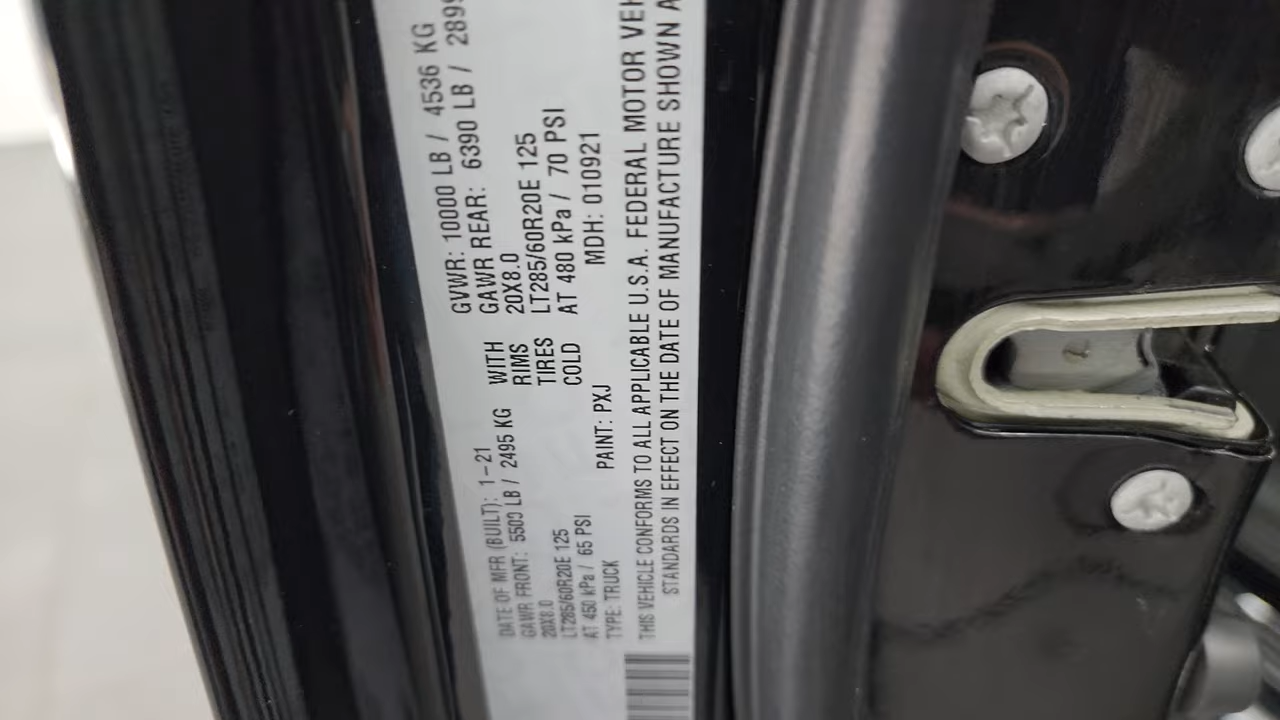 DATE OF MFR (BUILT): 1-21 GVWR: 10000 LB / 4536 KG
GAWR FRONT: 5500 LB / 2495 KG WITH GAWR REAR: 6390 LB /
20X8.0 RIMS 20X8.0
LT285/60R20E 125 TIRES LT285/60R20E 125
AT 450 kPa / 65 PSI COLD AT 480 kPa / 70 PSI
TYPE: TRUCK PAINT: PXJ MDH: 010921
THIS VEHICLE CONFORMS TO ALL APPLICABLE U.S.A. FEDERAL MOTOR
STANDARDS IN EFFECT ON THE DATE OF MANUFACTURE SHOWN